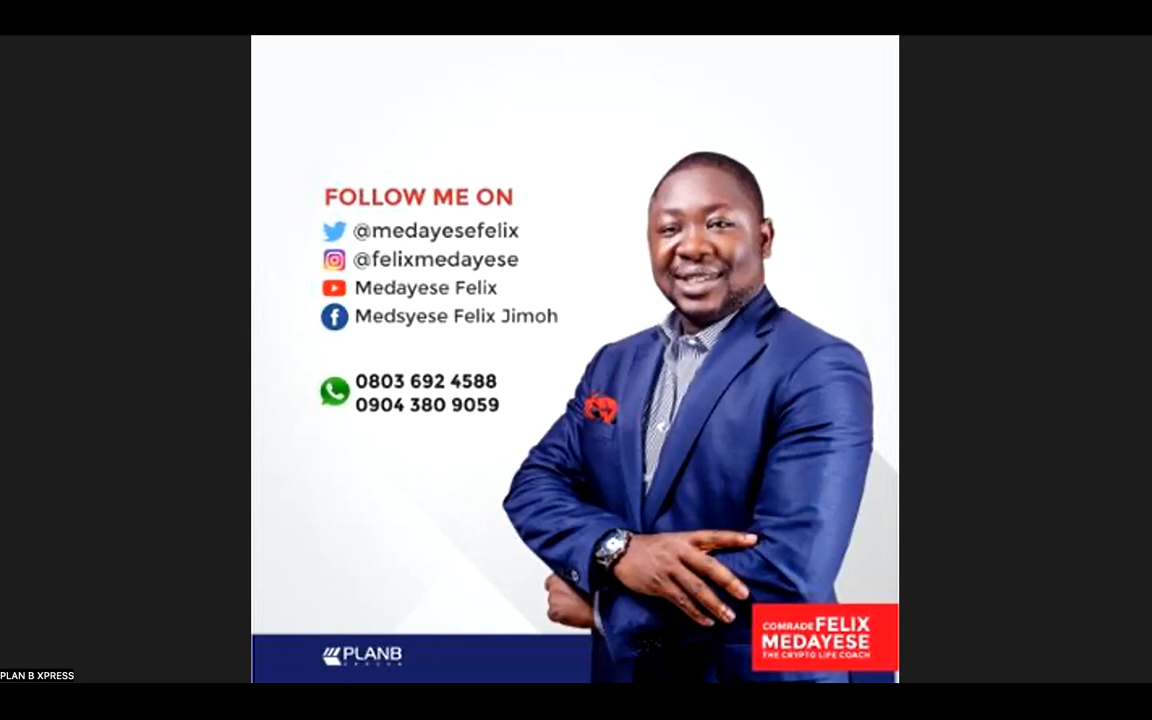 FOLLOW ME ON
@medayesefelix
@felixmedayese
Medayese Felix
Medsyese Felix Jimoh
0803 692 4588
0904 380 9059
COMRADE FELIX
MEDAYESE
THE CRYPTO LIFE COACH
PLANB
PLAN B XPRESS